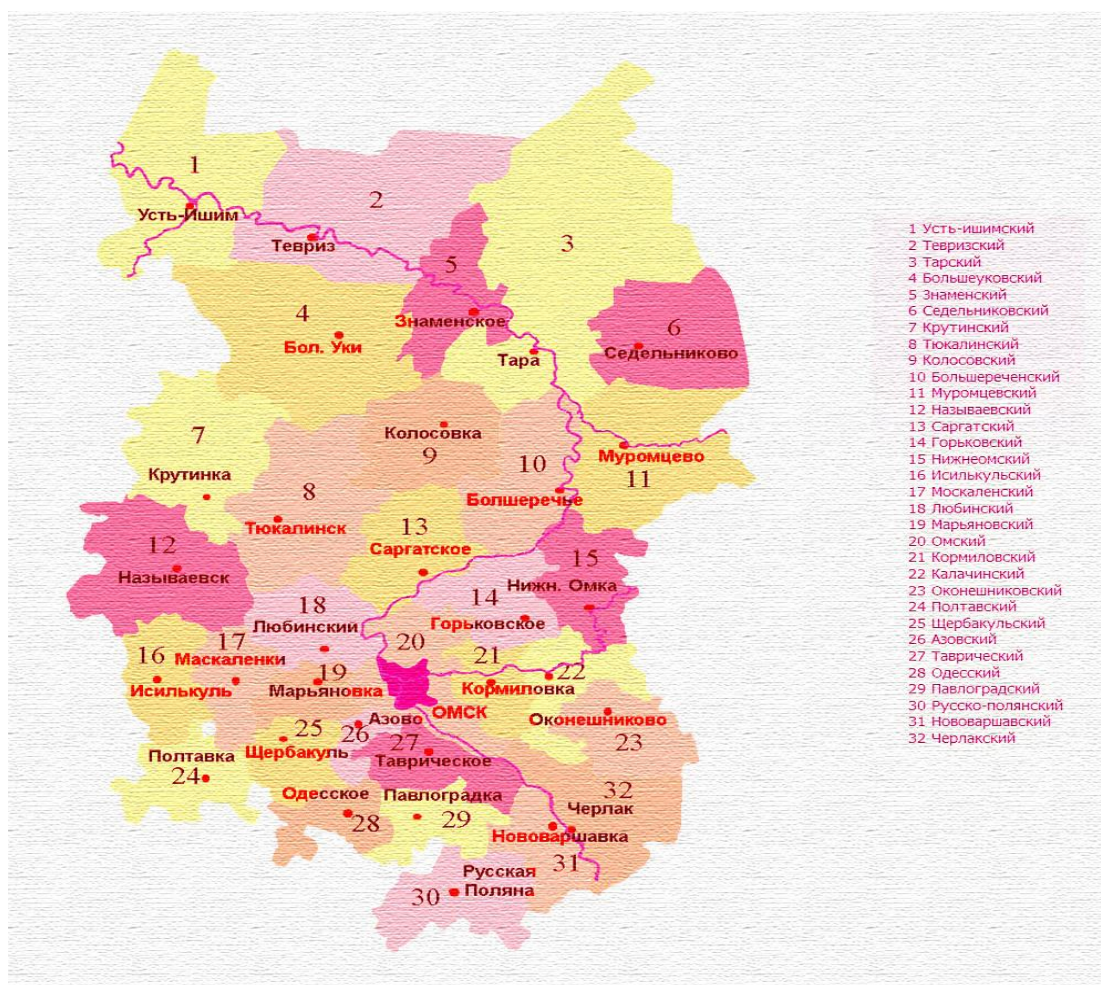 1
2
3
Усть-Ишим
Тевриз
5
4
Знаменское
6
Бол. Уки
Тара
Седельниково
7
Колосовка
9
10
Муромцево
Крутинка
11
8
Болшеречье
Тюкалинск
13
12
Саргатское
15
Называевск
Нижн. Омка
18
14
Любинский
Горьковское
17
20
16
Маскаленки
21
22
19
Исилькуль
Марьяновка
Кормиловка
ОМСК
Азово
Оконешниково
25
26
27
23
Щербакуль
Полтавка
Таврическое
24
Одесское
Павлоградка
32
Черлак
28
29
Нововаршавка
31
Русская
Поляна
30
1 Усть-ишимский
2 Тевризский
3 Тарский
4 Большеуковский
5 Знаменский
6 Седельниковский
7 Крутинский
8 Тюкалинский
9 Колосовский
10 Большереченский
11 Муромцевский
12 Называевский
13 Саргатский
14 Горьковский
15 Нижнеомский
16 Исилькульский
17 Москаленский
18 Любинский
19 Марьяновский
20 Омский
21 Кормиловский
22 Калачинский
23 Оконешниковский
24 Полтавский
25 Щербакульский
26 Азовский
27 Таврический
28 Одесский
29 Павлоградский
30 Русско-полянский
31 Нововаршавский
32 Черлакский